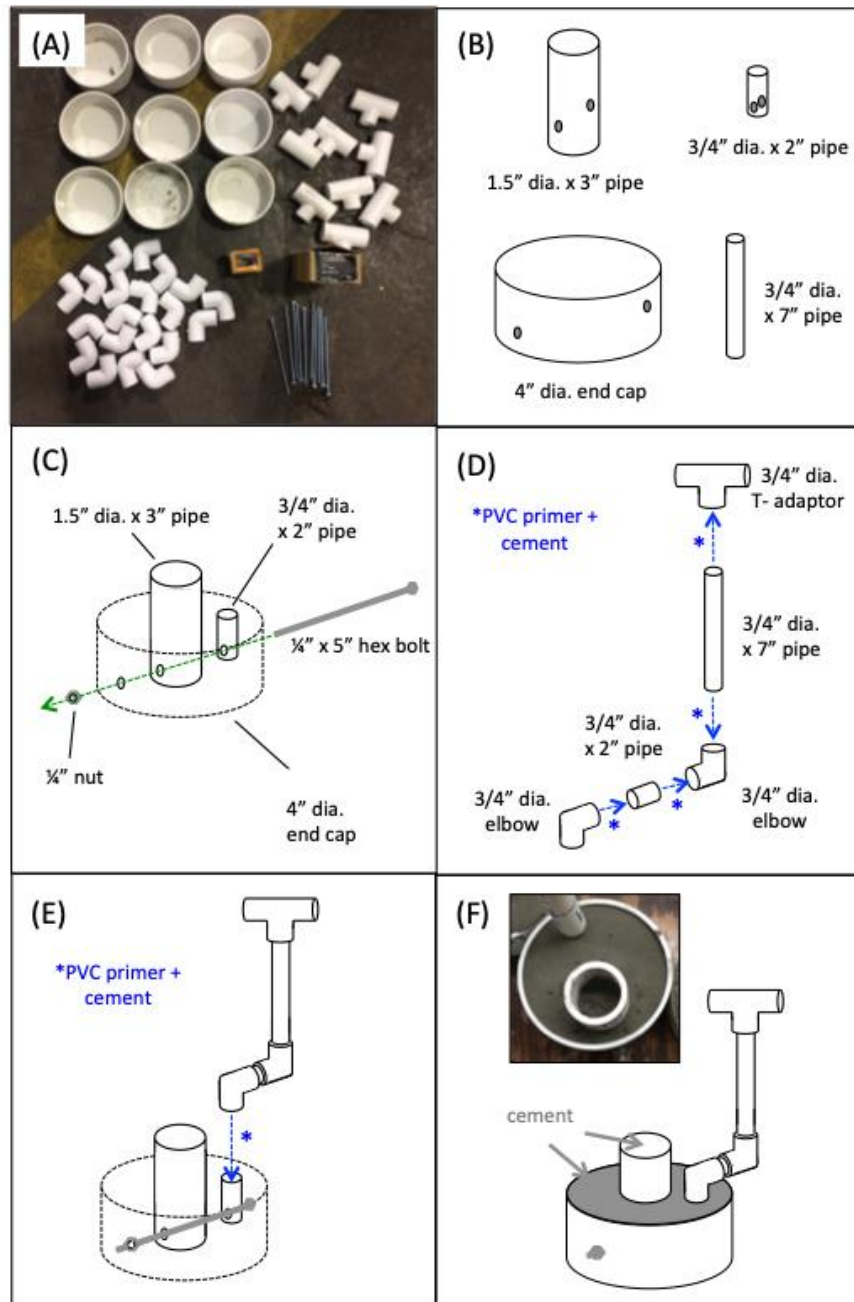 (A)
(B)
1.5” dia. x 3” pipe
3/4” dia. x 2” pipe
4” dia. end cap
3/4” dia.
x 7” pipe
(C)
1.5” dia. x 3” pipe
3/4” dia.
x 2” pipe
¼” x 5” hex bolt
¼” nut
4” dia.
end cap
(D)
*PVC primer +
cement
3/4” dia.
T- adaptor
*
3/4” dia.
x 7” pipe
*
3/4” dia.
x 2” pipe
3/4” dia.
elbow
*
*
3/4” dia.
elbow
(E)
*PVC primer +
cement
*
(F)
cement